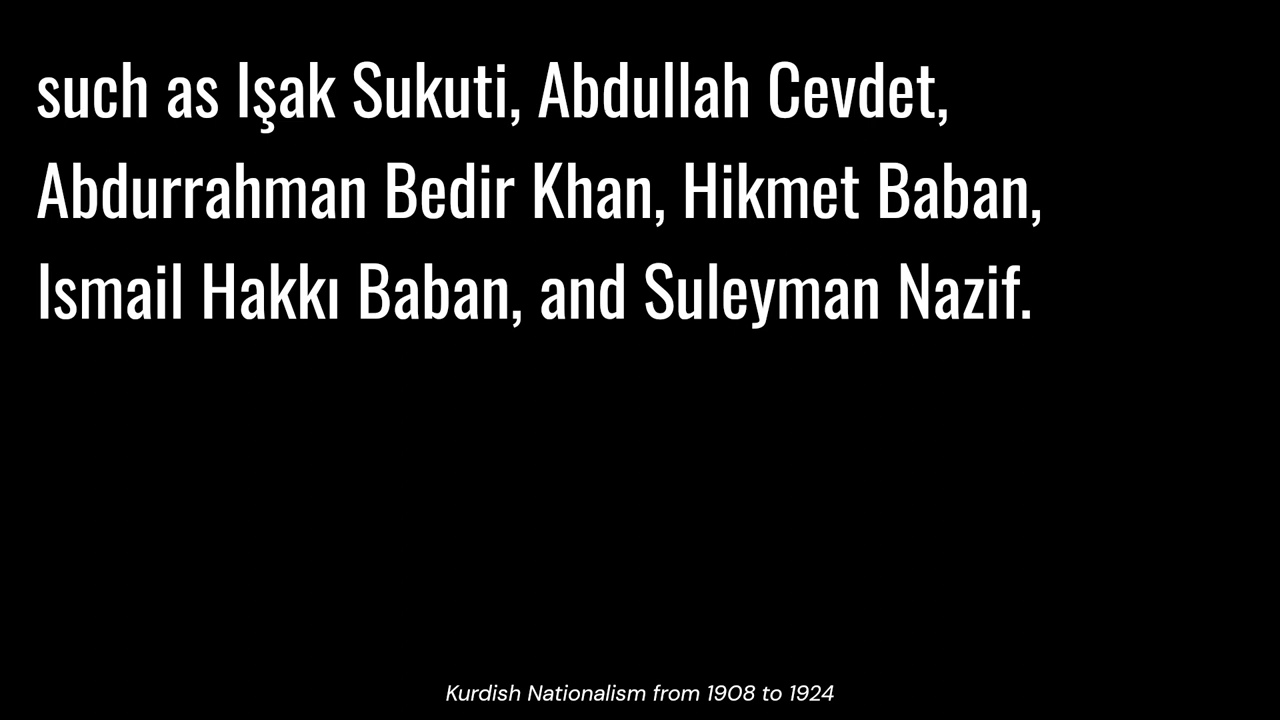 such as Işak Sukuti, Abdullah Cevdet,
Abdurrahman Bedir Khan, Hikmet Baban,
Ismail Hakkı Baban, and Suleyman Nazif.
Kurdish Nationalism from 1908 to 1924